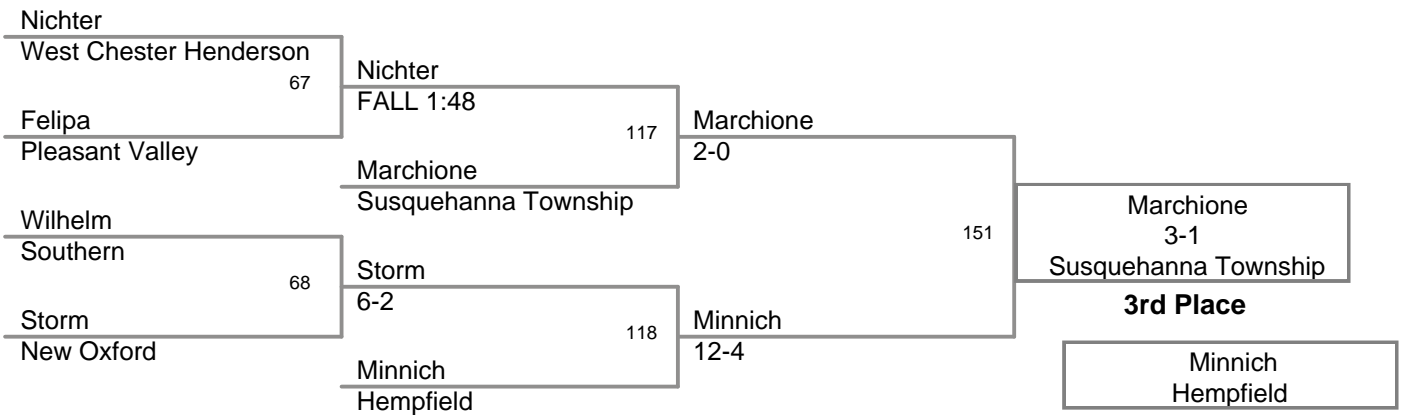 Nichter
West Chester Henderson
67
Felipa
Pleasant Valley
Wilhelm
Southern
68
Storm
New Oxford
Nichter
FALL 1:48
117
Marchione
Susquehanna Township
Storm
6-2
118
Minnich
Hempfield
Marchione
2-0
151
Minnich
12-4
Marchione
3-1
Susquehanna Township
3rd Place
Minnich
Hempfield